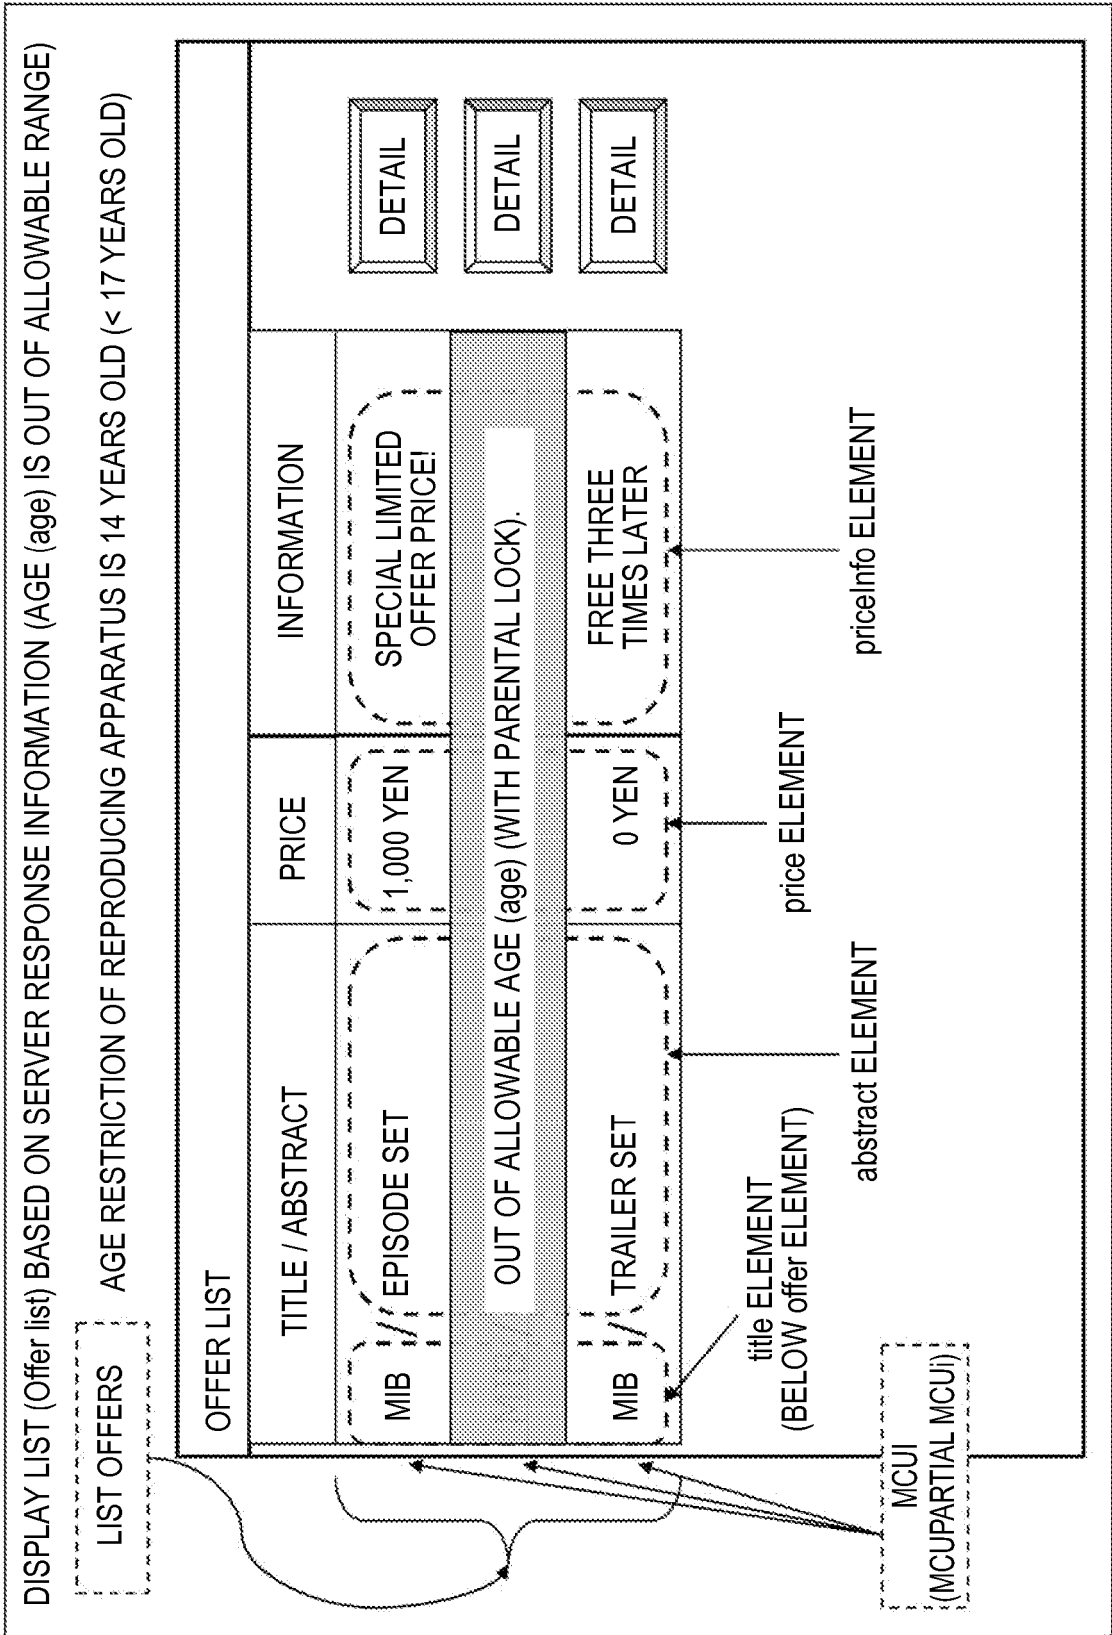 DISPLAY LIST (Offer list) BASED ON SERVER RESPONSE INFORMATION (AGE (age) IS OUT OF ALLOWABLE RANGE)
LIST OFFERS
AGE RESTRICTION OF REPRODUCING APPARATUS IS 14 YEARS OLD (< 17 YEARS OLD)
OFFER LIST
TITLE / ABSTRACT
PRICE
INFORMATION
MIB
/
EPISODE SET
1,000 YEN
SPECIAL LIMITED
OFFER PRICE!
DETAIL
OUT OF ALLOWABLE AGE (age) (WITH PARENTAL LOCK).
DETAIL
MIB
/
TRAILER SET
0 YEN
FREE THREE
TIMES LATER
DETAIL
title ELEMENT
(BELOW offer ELEMENT)
abstract ELEMENT
price ELEMENT
priceInfo ELEMENT
MCUI
(MCUPARTIAL MCUi)